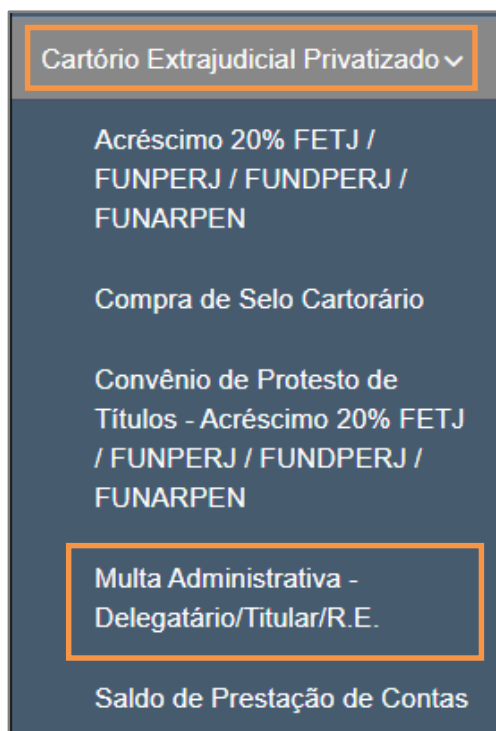 Cartório Extrajudicial Privatizado
Acréscimo 20% FETJ /
FUNPERJ / FUNDPERJ /
FUNARPEN
Compra de Selo Cartorário
Convênio de Protesto de
Títulos - Acréscimo 20% FETJ
/ FUNPERJ / FUNDPERJ /
FUNARPEN
Multa Administrativa -
Delegatário/Titular/R.E.
Saldo de Prestação de Contas